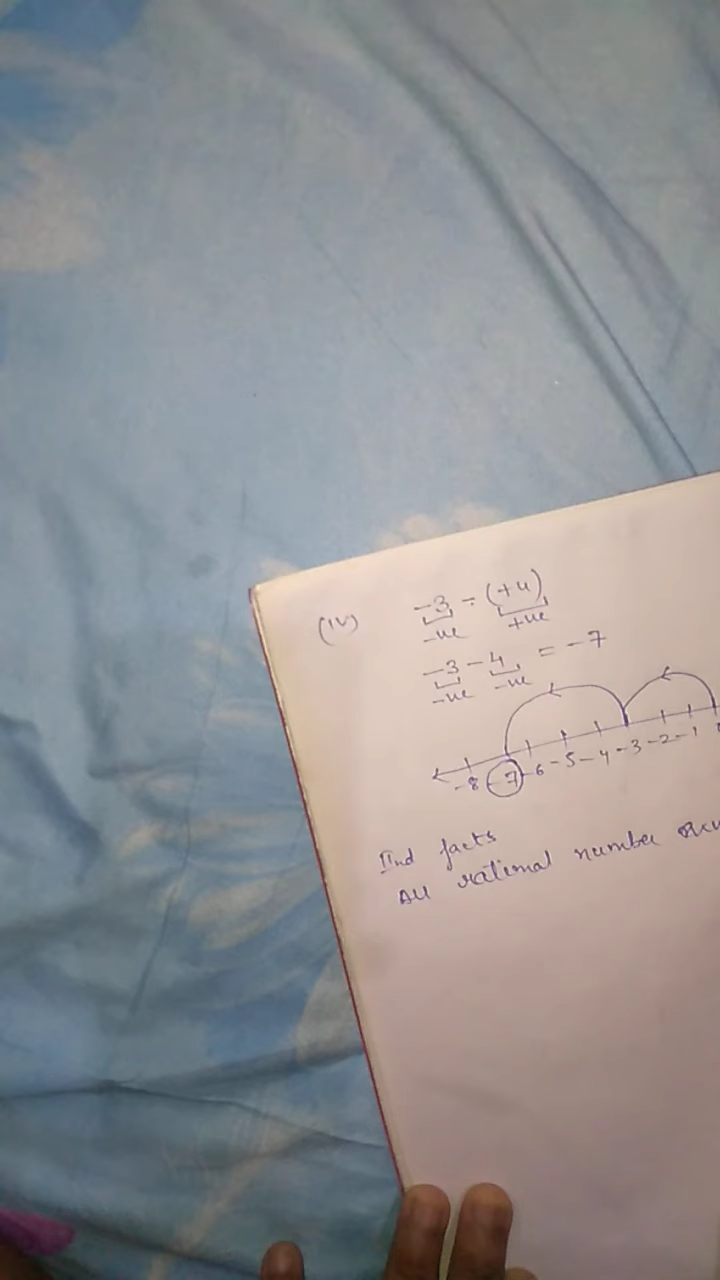 (IV) -3 - (+4)
-ve +ve
-3 - 4 = -7
-ve -ve
-8 -7 -6 -5 -4 -3 -2 -1
IInd facts
All rational number